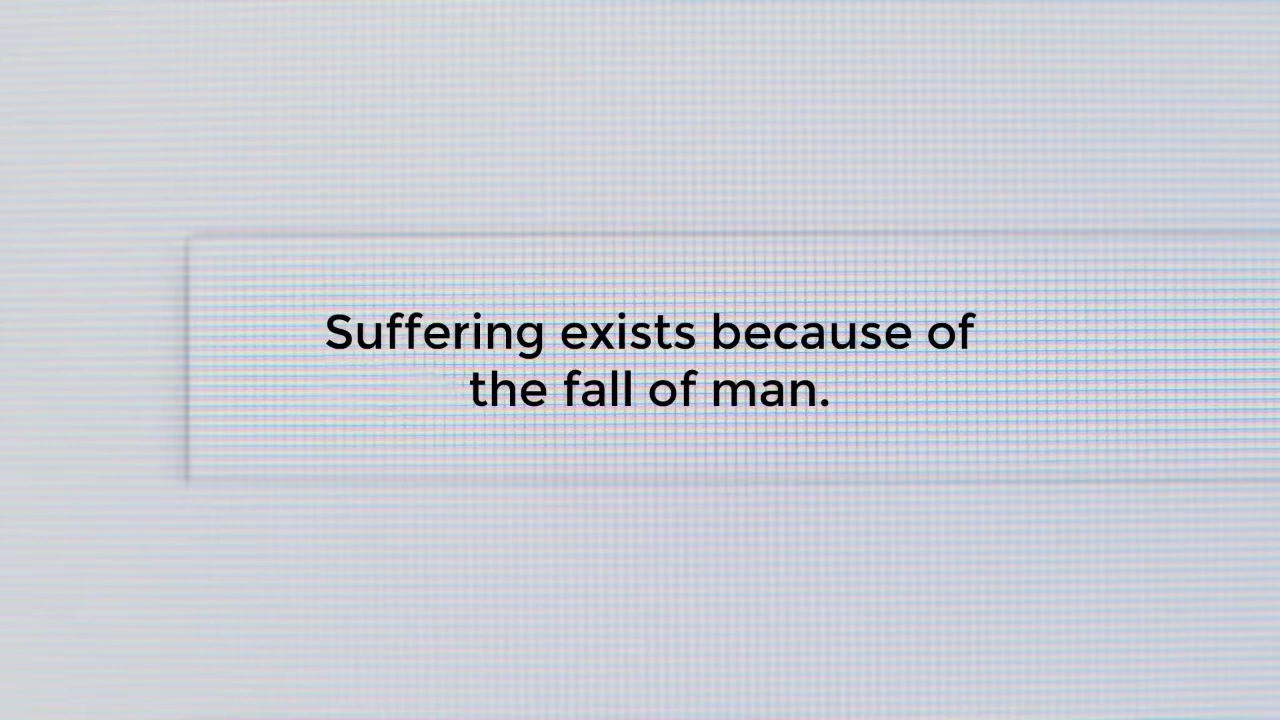 Suffering exists because of
the fall of man.